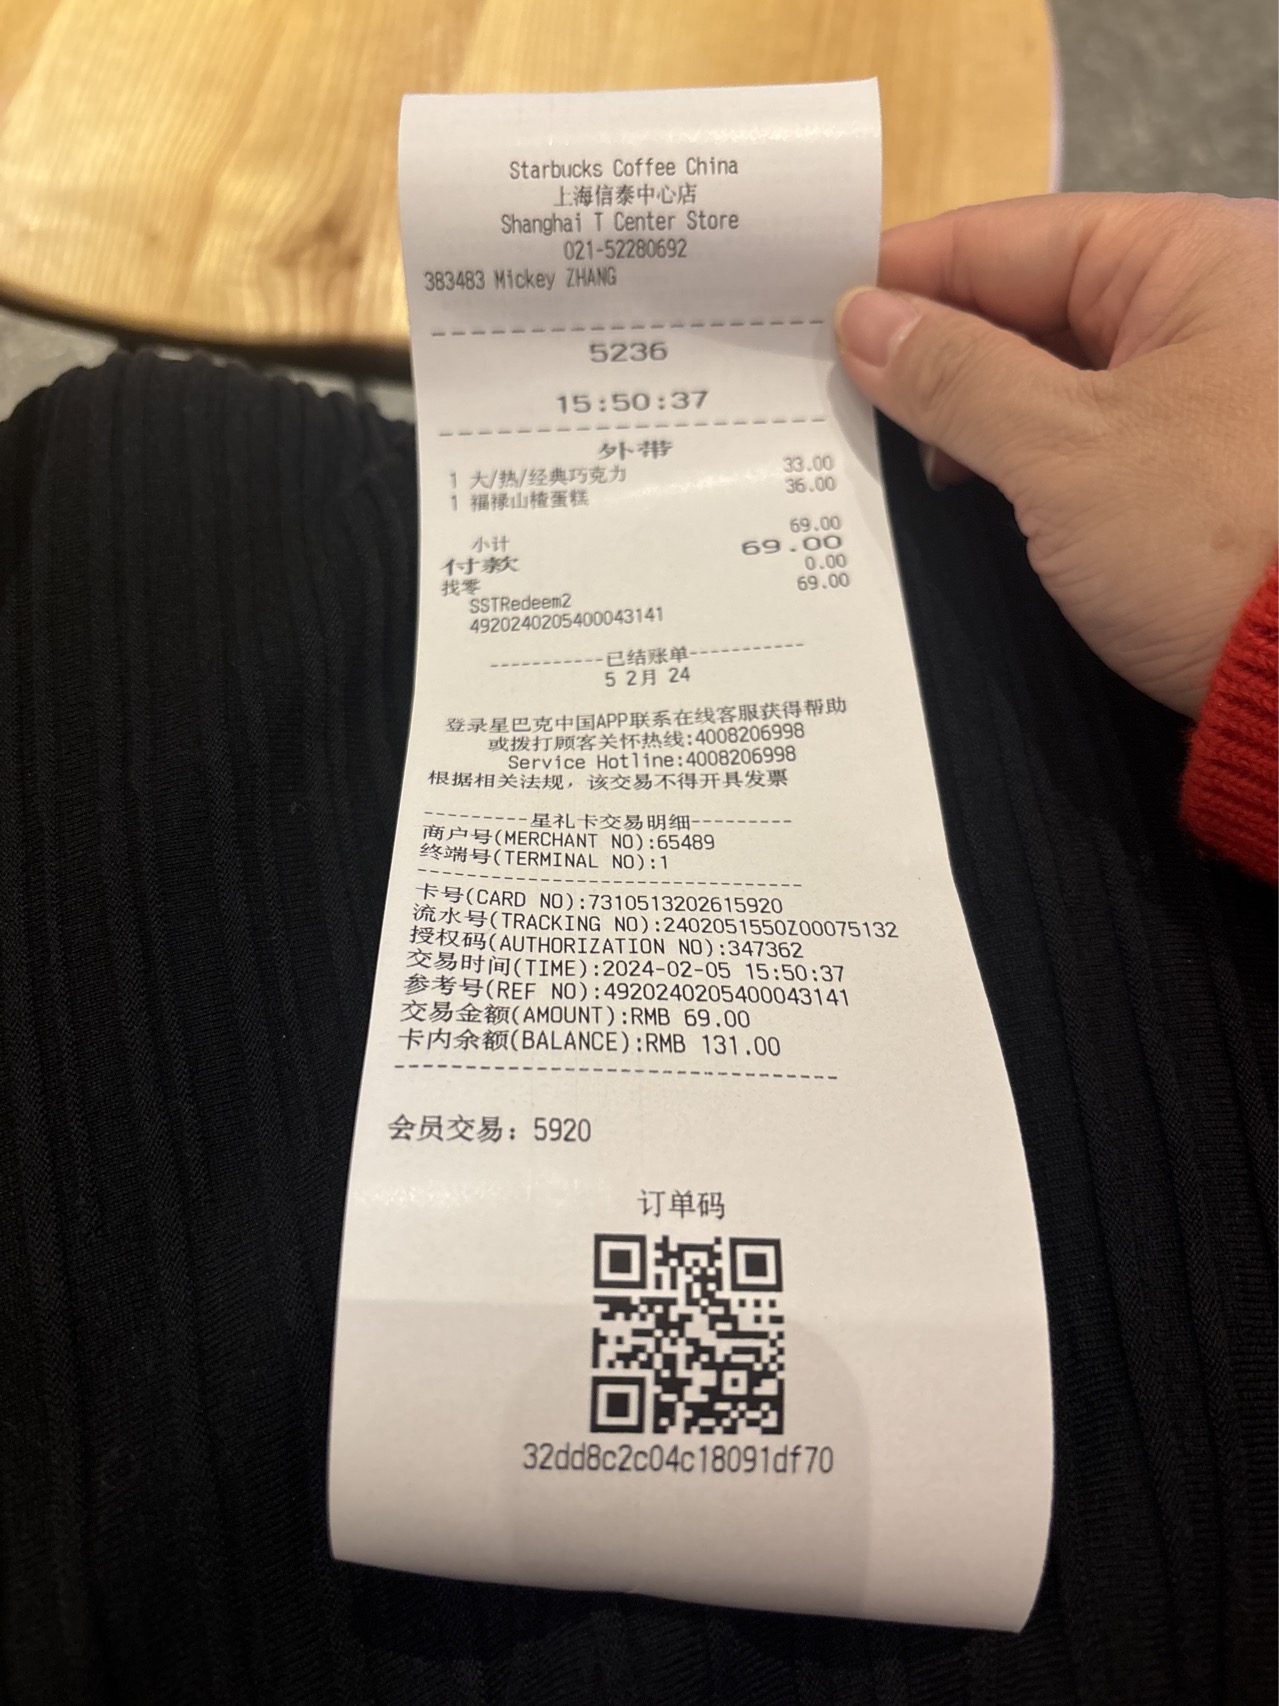 Starbucks Coffee China
上海信泰中心店
Shanghai T Center Store
021-52280692
383483 Mickey ZHANG
--------------------------------
5236
15:50:37
--------------------------------
外带
1 大/热/经典巧克力 33.00
1 福禄山楂蛋糕 36.00
小计 69.00
付款 69.00
找零 0.00
SSTRedeem2 69.00
4920240205400043141
-----------已结账单-----------
5 2月 24
登录星巴克中国APP联系在线客服获得帮助
或拨打顾客关怀热线:4008206998
Service Hotline:4008206998
根据相关法规，该交易不得开具发票
---------星礼卡交易明细---------
商户号(MERCHANT NO):65489
终端号(TERMINAL NO):1
--------------------------------
卡号(CARD NO):7310513202615920
流水号(TRACKING NO):2402051550Z00075132
授权码(AUTHORIZATION NO):347362
交易时间(TIME):2024-02-05 15:50:37
参考号(REF NO):4920240205400043141
交易金额(AMOUNT):RMB 69.00
卡内余额(BALANCE):RMB 131.00
--------------------------------
会员交易：5920
订单码
32dd8c2c04c18091df70